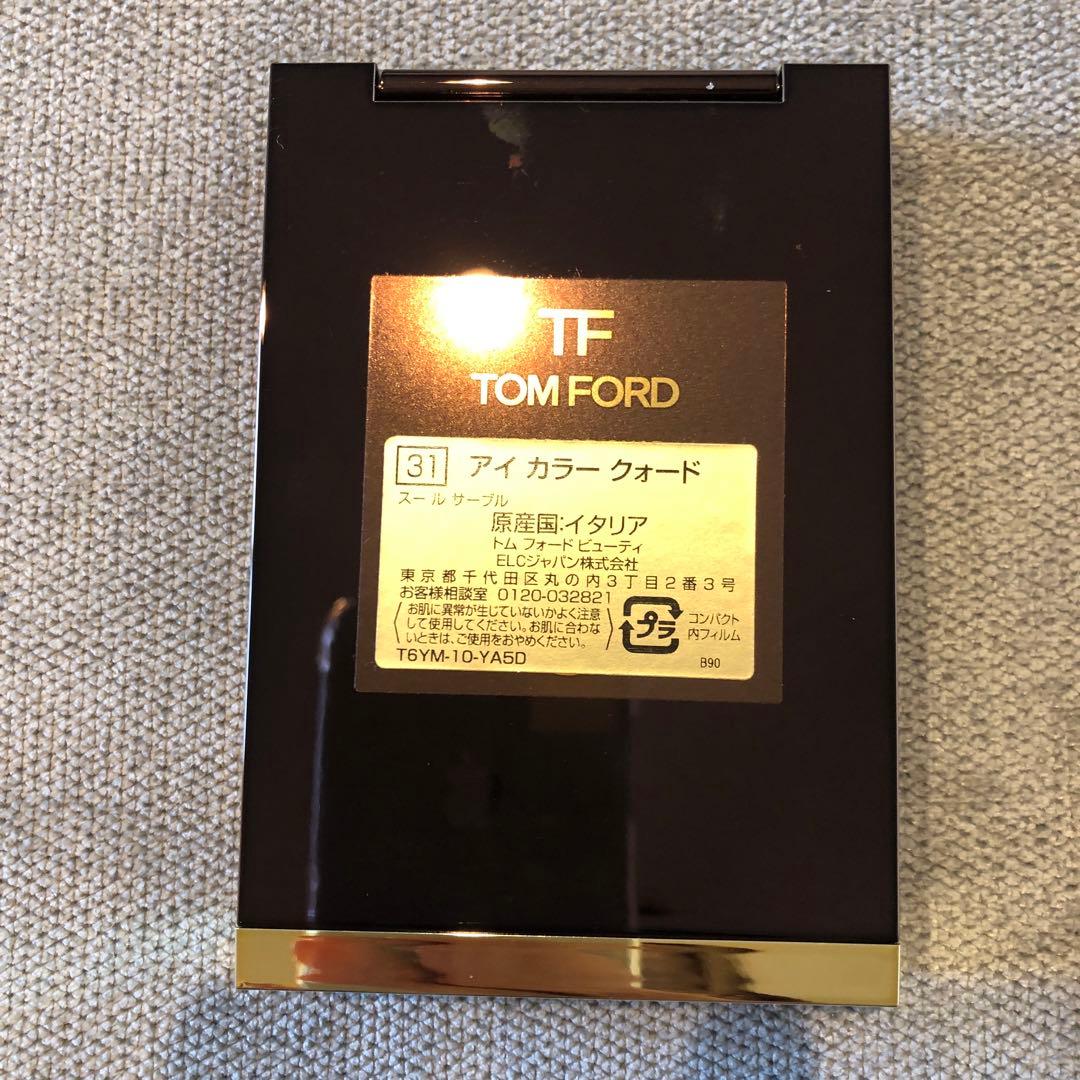 TF
TOM FORD
31 アイ カラー クォード
スール サーブル
原産国:イタリア
トム フォード ビューティ
ELCジャパン株式会社
東京都千代田区丸の内3丁目2番3号
お客様相談室 0120-032821
お肌に異常が生じていないかよく注意
して使用してください。お肌に合わな
いときは、ご使用をおやめください。
プラ
コンパクト
内フィルム
T6YM-10-YA5D
B90